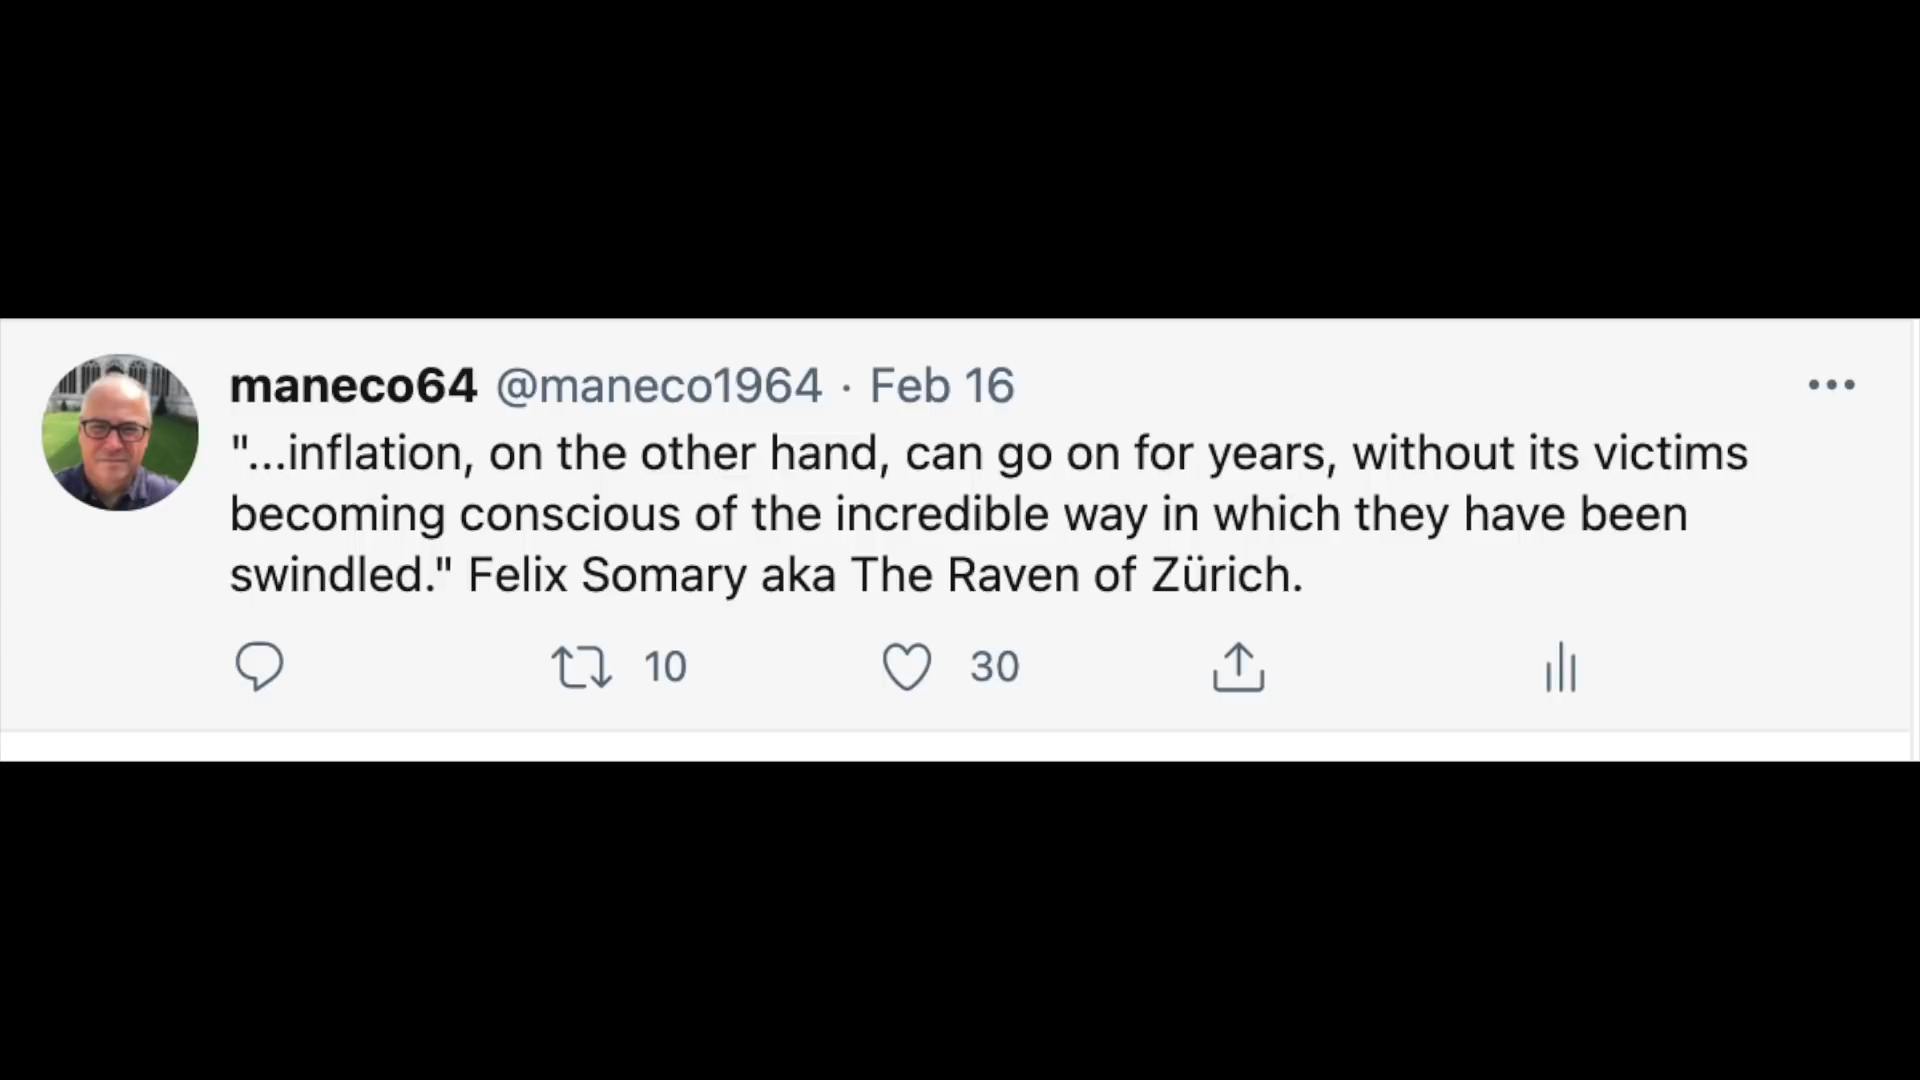 maneco64 @maneco1964 · Feb 16
"...inflation, on the other hand, can go on for years, without its victims
becoming conscious of the incredible way in which they have been
swindled." Felix Somary aka The Raven of Zürich.
10 30